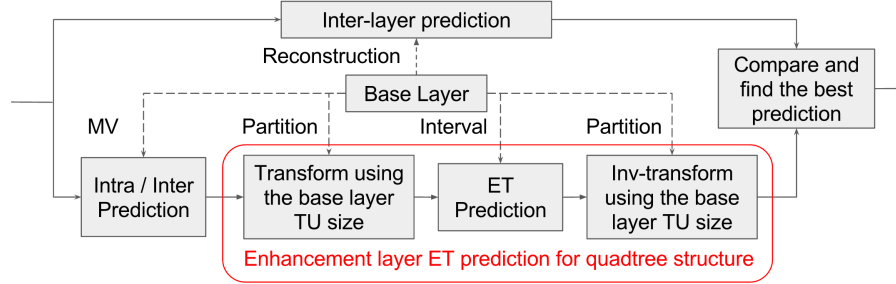 Inter-layer prediction
Reconstruction
Base Layer
Compare and
find the best
prediction
MV
Partition
Interval
Partition
Intra / Inter
Prediction
Transform using
the base layer
TU size
ET
Prediction
Inv-transform
using the base
layer TU size
Enhancement layer ET prediction for quadtree structure